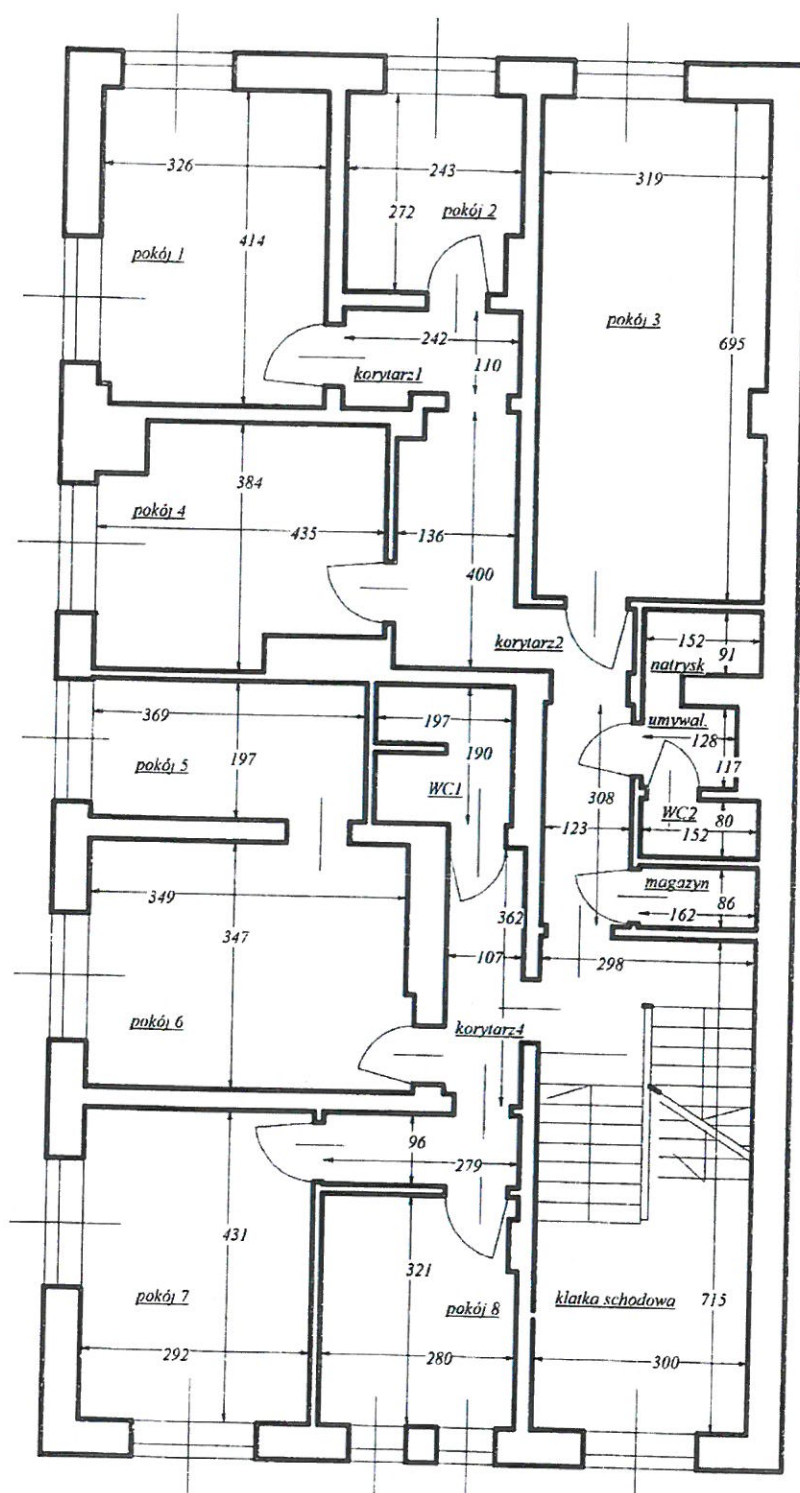 326
243
319
272
pokój 2
414
pokój 1
pokój 3
242
695
110
korytarz1
384
pokój 4
435
136
400
korytarz2
152
91
natrysk
369
197
umywal.
128
pokój 5
197
190
117
WC1
308
WC2
80
123
152
349
magazyn
86
347
362
162
107
298
pokój 6
korytarz4
96
279
431
321
pokój 7
pokój 8
klatka schodowa
715
292
280
300